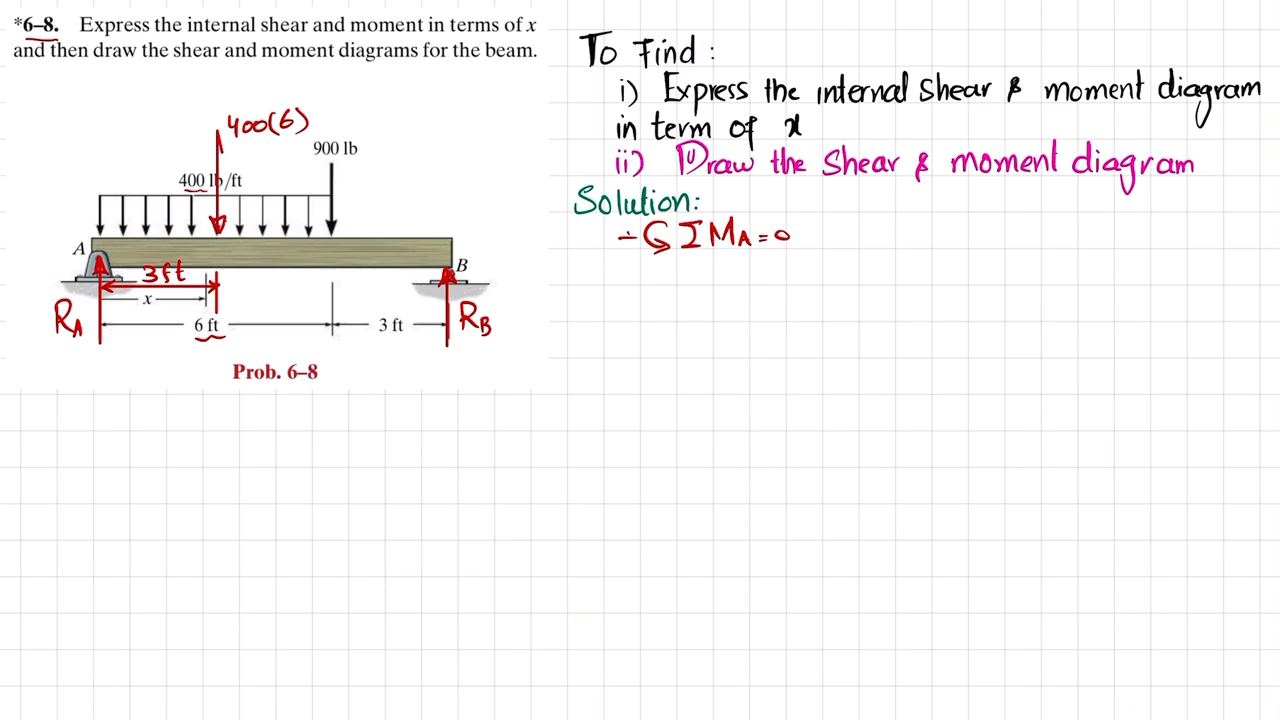 *6–8. Express the internal shear and moment in terms of x
and then draw the shear and moment diagrams for the beam.
400(6)
900 lb
400 lb/ft
A
B
3ft
x
RA
RB
6 ft
3 ft
Prob. 6–8
To Find :
i) Express the internal Shear & moment diagram
in term of x
ii) Draw the Shear & moment diagram
Solution:
ΣMA=0